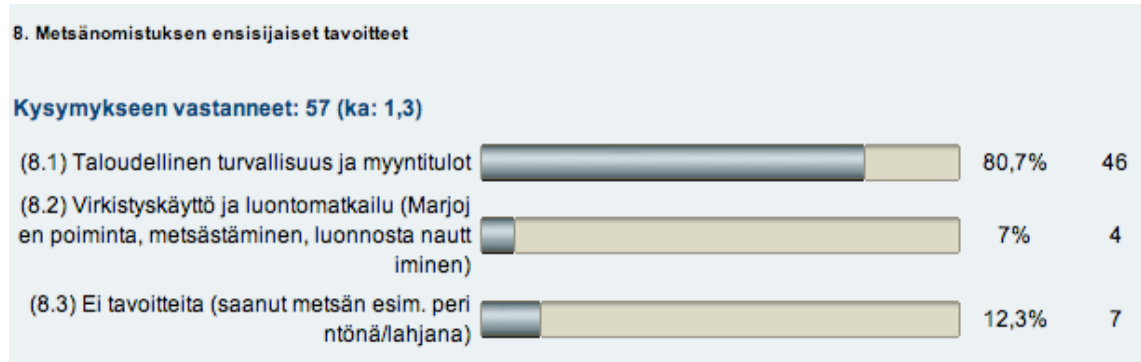 8. Metsänomistuksen ensisijaiset tavoitteet
Kysymykseen vastanneet: 57 (ka: 1,3)
(8.1) Taloudellinen turvallisuus ja myyntitulot 80,7% 46
(8.2) Virkistyskäyttö ja luontomatkailu (Marjoj
en poiminta, metsästäminen, luonnosta nautt 7% 4
iminen)
(8.3) Ei tavoitteita (saanut metsän esim. peri
ntönä/lahjana) 12,3% 7